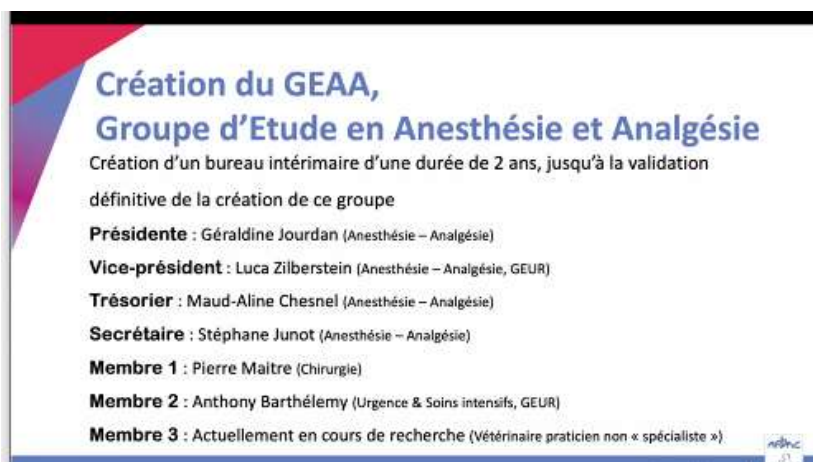 Création du GEAA,
Groupe d'Etude en Anesthésie et Analgésie
Création d'un bureau intérimaire d'une durée de 2 ans, jusqu'à la validation
définitive de la création de ce groupe
Présidente : Géraldine Jourdan (Anesthésie – Analgésie)
Vice-président : Luca Zilberstein (Anesthésie – Analgésie, GEUR)
Trésorier : Maud-Aline Chesnel (Anesthésie – Analgésie)
Secrétaire : Stéphane Junot (Anesthésie – Analgésie)
Membre 1 : Pierre Maitre (Chirurgie)
Membre 2 : Anthony Barthélemy (Urgence & Soins intensifs, GEUR)
Membre 3 : Actuellement en cours de recherche (Vétérinaire praticien non « spécialiste »)